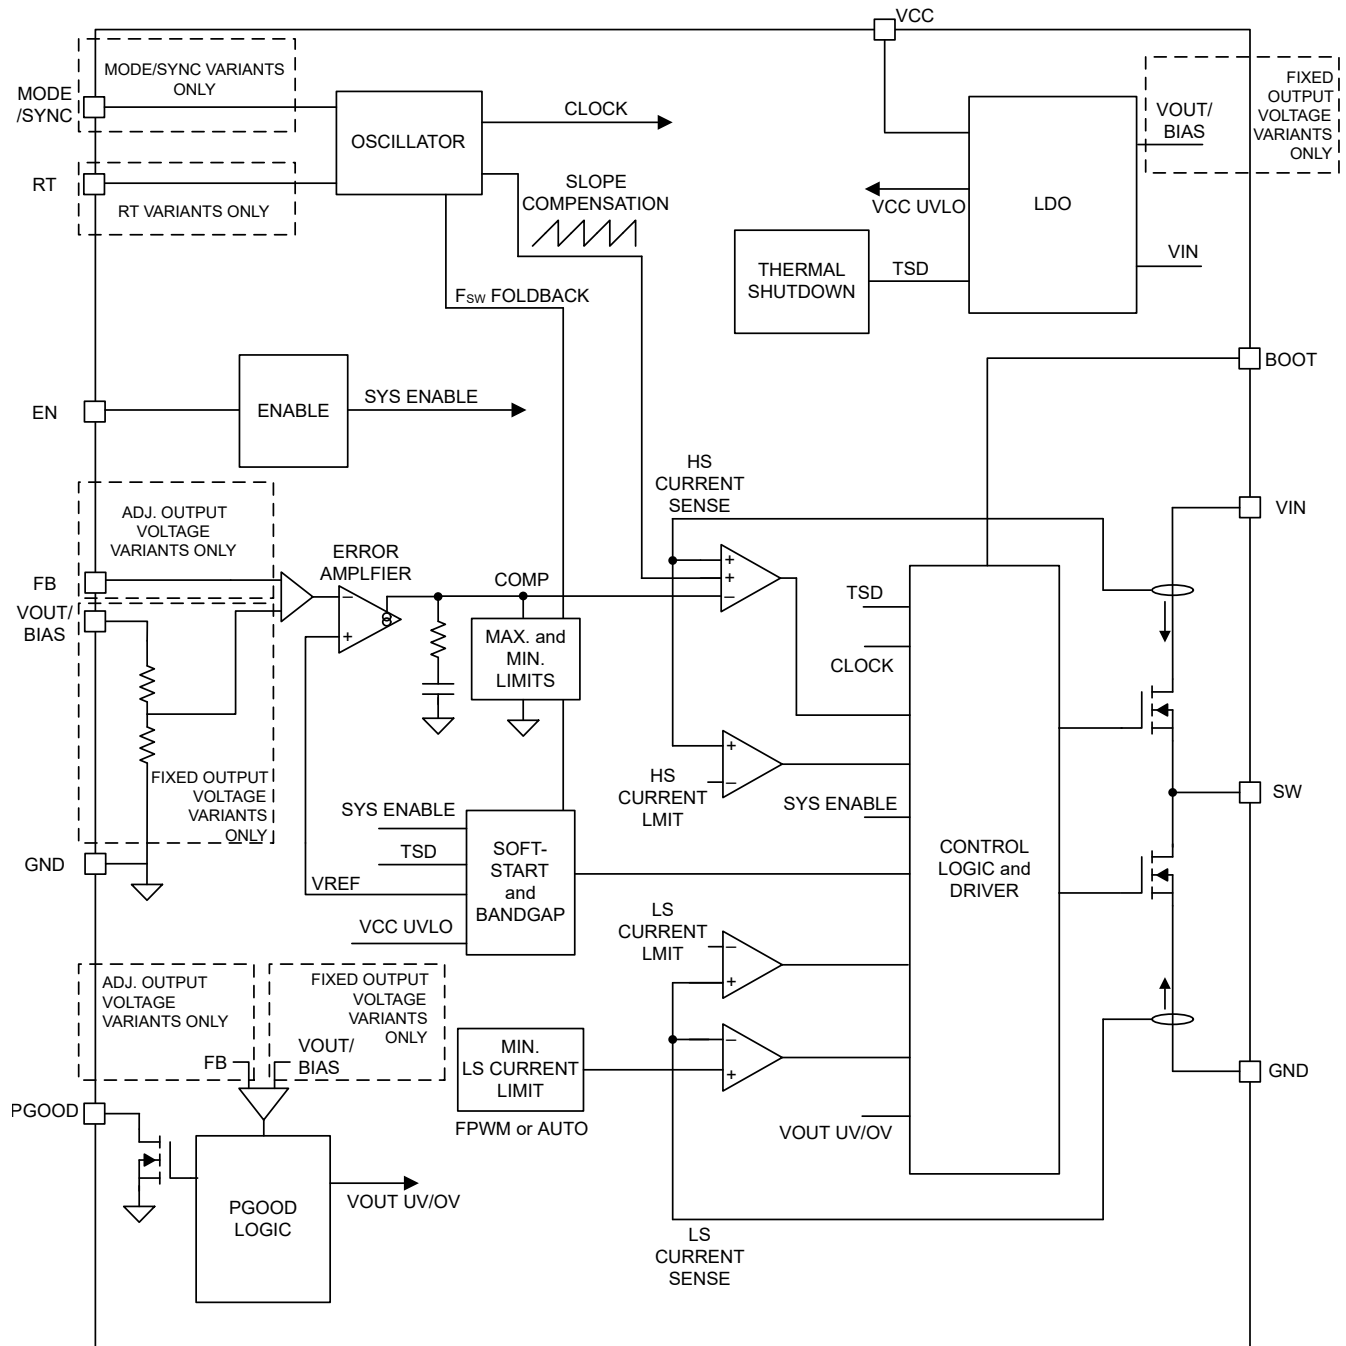 VCC
MODE/SYNC VARIANTS
ONLY
MODE
/SYNC
OSCILLATOR
CLOCK
FIXED
OUTPUT
VOLTAGE
VARIANTS
ONLY
VOUT/
BIAS
RT
RT VARIANTS ONLY
SLOPE
COMPENSATION
VCC UVLO
LDO
THERMAL
SHUTDOWN
TSD
VIN
FSW FOLDBACK
BOOT
EN
ENABLE
SYS ENABLE
HS
CURRENT
SENSE
VIN
ADJ. OUTPUT
VOLTAGE
VARIANTS ONLY
ERROR
AMPLFIER
FB
COMP
+
+
−
−
+
VOUT/
BIAS
MAX. and
MIN.
LIMITS
TSD
CLOCK
FIXED OUTPUT
VOLTAGE
VARIANTS
ONLY
+
−
HS
CURRENT
LMIT
SYS ENABLE
SW
SYS ENABLE
TSD
VREF
VCC UVLO
SOFT-
START
and
BANDGAP
CONTROL
LOGIC and
DRIVER
GND
LS
CURRENT
LMIT
−
+
ADJ. OUTPUT
VOLTAGE
VARIANTS ONLY
FIXED OUTPUT
VOLTAGE
VARIANTS
ONLY
FB
VOUT/
BIAS
MIN.
LS CURRENT
LIMIT
−
+
GND
PGOOD
FPWM or AUTO
VOUT UV/OV
PGOOD
LOGIC
VOUT UV/OV
LS
CURRENT
SENSE